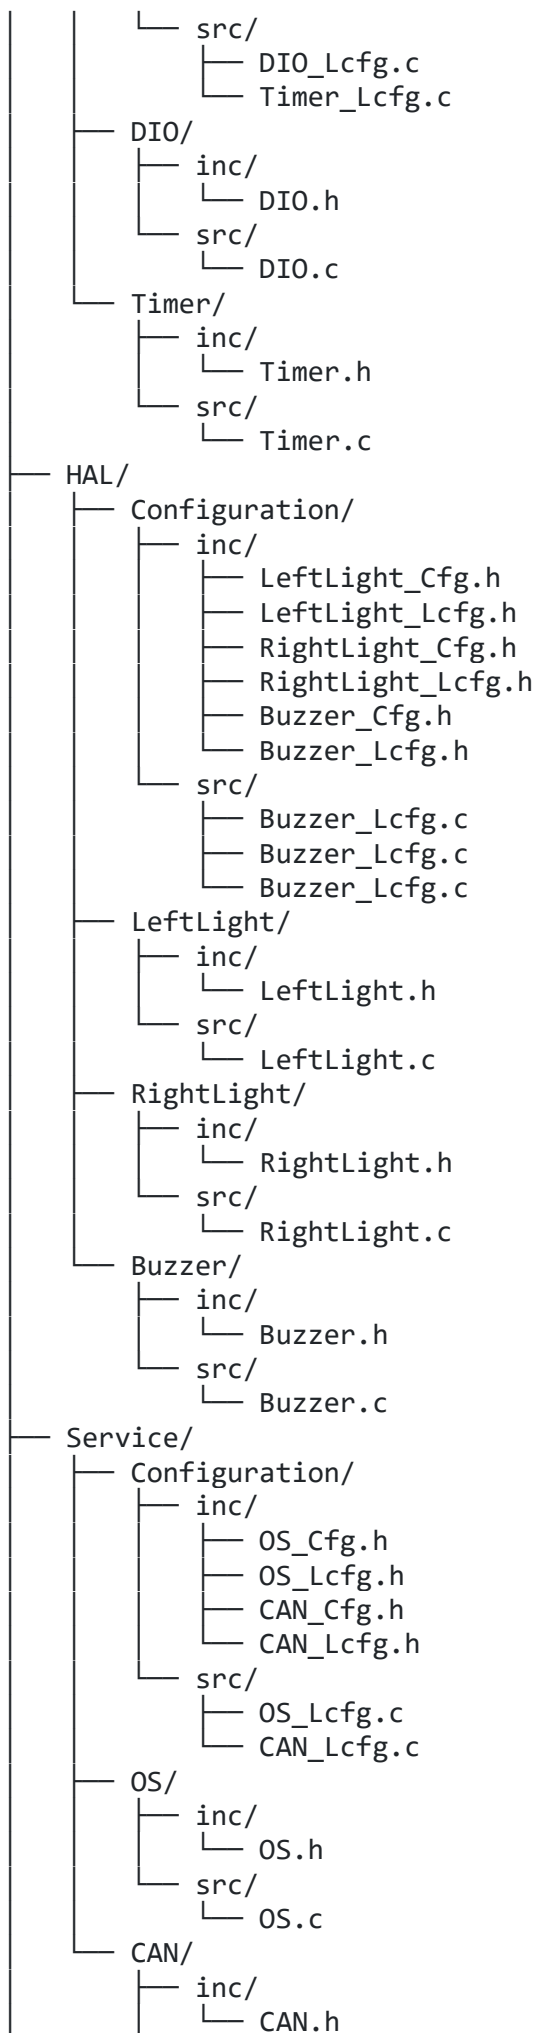 │       │       └── src/
│       │           ├── DIO_Lcfg.c
│       │           └── Timer_Lcfg.c
│       ├── DIO/
│       │   ├── inc/
│       │   │   └── DIO.h
│       │   └── src/
│       │       └── DIO.c
│       └── Timer/
│           ├── inc/
│           │   └── Timer.h
│           └── src/
│               └── Timer.c
├── HAL/
│   ├── Configuration/
│   │   ├── inc/
│   │   │   ├── LeftLight_Cfg.h
│   │   │   ├── LeftLight_Lcfg.h
│   │   │   ├── RightLight_Cfg.h
│   │   │   ├── RightLight_Lcfg.h
│   │   │   ├── Buzzer_Cfg.h
│   │   │   └── Buzzer_Lcfg.h
│   │   └── src/
│   │       ├── Buzzer_Lcfg.c
│   │       ├── Buzzer_Lcfg.c
│   │       └── Buzzer_Lcfg.c
│   ├── LeftLight/
│   │   ├── inc/
│   │   │   └── LeftLight.h
│   │   └── src/
│   │       └── LeftLight.c
│   ├── RightLight/
│   │   ├── inc/
│   │   │   └── RightLight.h
│   │   └── src/
│   │       └── RightLight.c
│   └── Buzzer/
│       ├── inc/
│       │   └── Buzzer.h
│       └── src/
│           └── Buzzer.c
├── Service/
│   ├── Configuration/
│   │   ├── inc/
│   │   │   ├── OS_Cfg.h
│   │   │   ├── OS_Lcfg.h
│   │   │   ├── CAN_Cfg.h
│   │   │   └── CAN_Lcfg.h
│   │   └── src/
│   │       ├── OS_Lcfg.c
│   │       └── CAN_Lcfg.c
│   ├── OS/
│   │   ├── inc/
│   │   │   └── OS.h
│   │   └── src/
│   │       └── OS.c
│   └── CAN/
│       ├── inc/
│       │   └── CAN.h